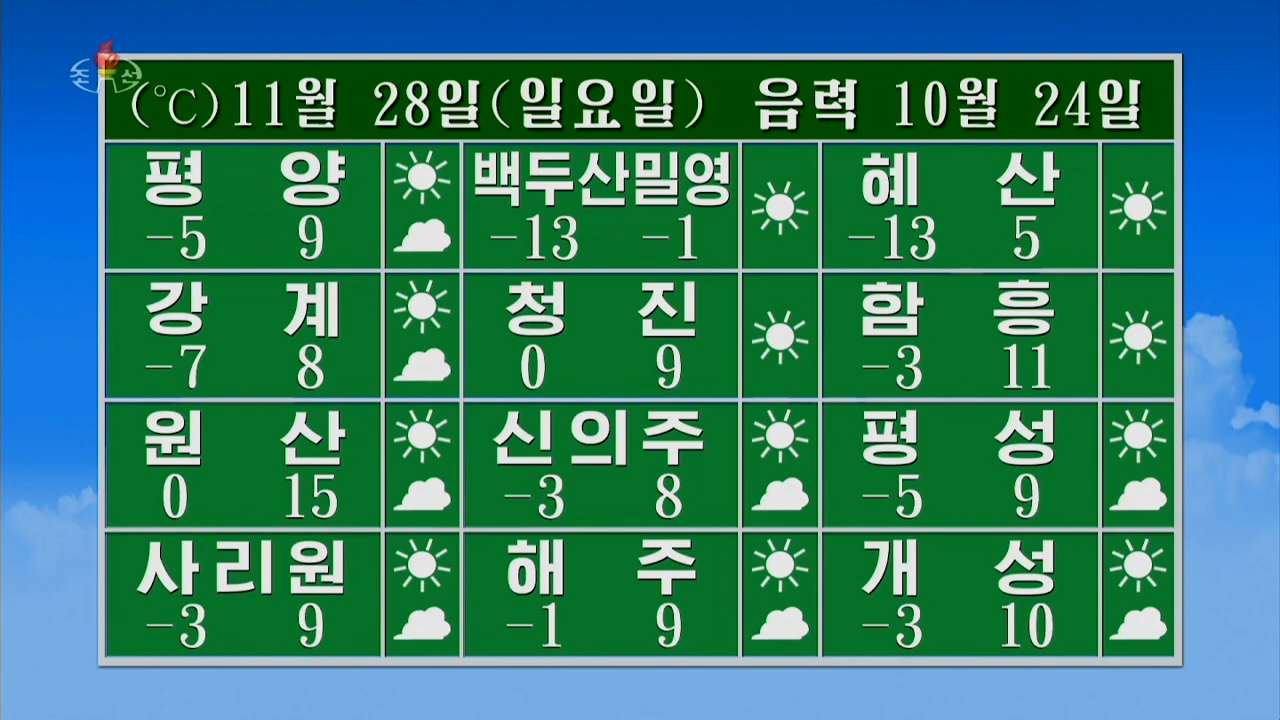 조선
(℃)11월 28일(일요일) 음력 10월 24일
평양 백두산밀영 혜산
-5 9 -13 -1 -13 5
강계 청진 함흥
-7 8 0 9 -3 11
원산 신의주 평성
0 15 -3 8 -5 9
사리원 해주 개성
-3 9 -1 9 -3 10